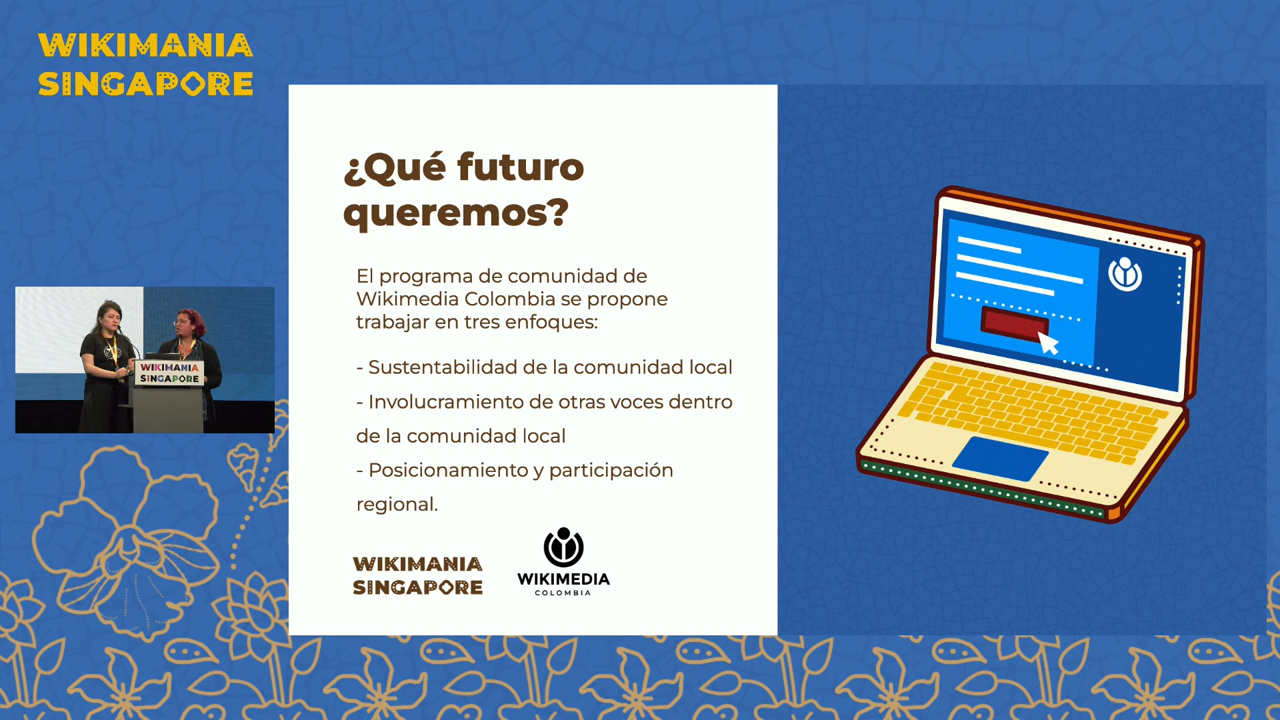 WIKIMANIA
SINGAPORE
¿Qué futuro
queremos?
El programa de comunidad de
Wikimedia Colombia se propone
trabajar en tres enfoques:
- Sustentabilidad de la comunidad local
- Involucramiento de otras voces dentro
de la comunidad local
- Posicionamiento y participación
regional.
WIKIMANIA
SINGAPORE
WIKIMEDIA
COLOMBIA
WIKIMANIA
SINGAPORE